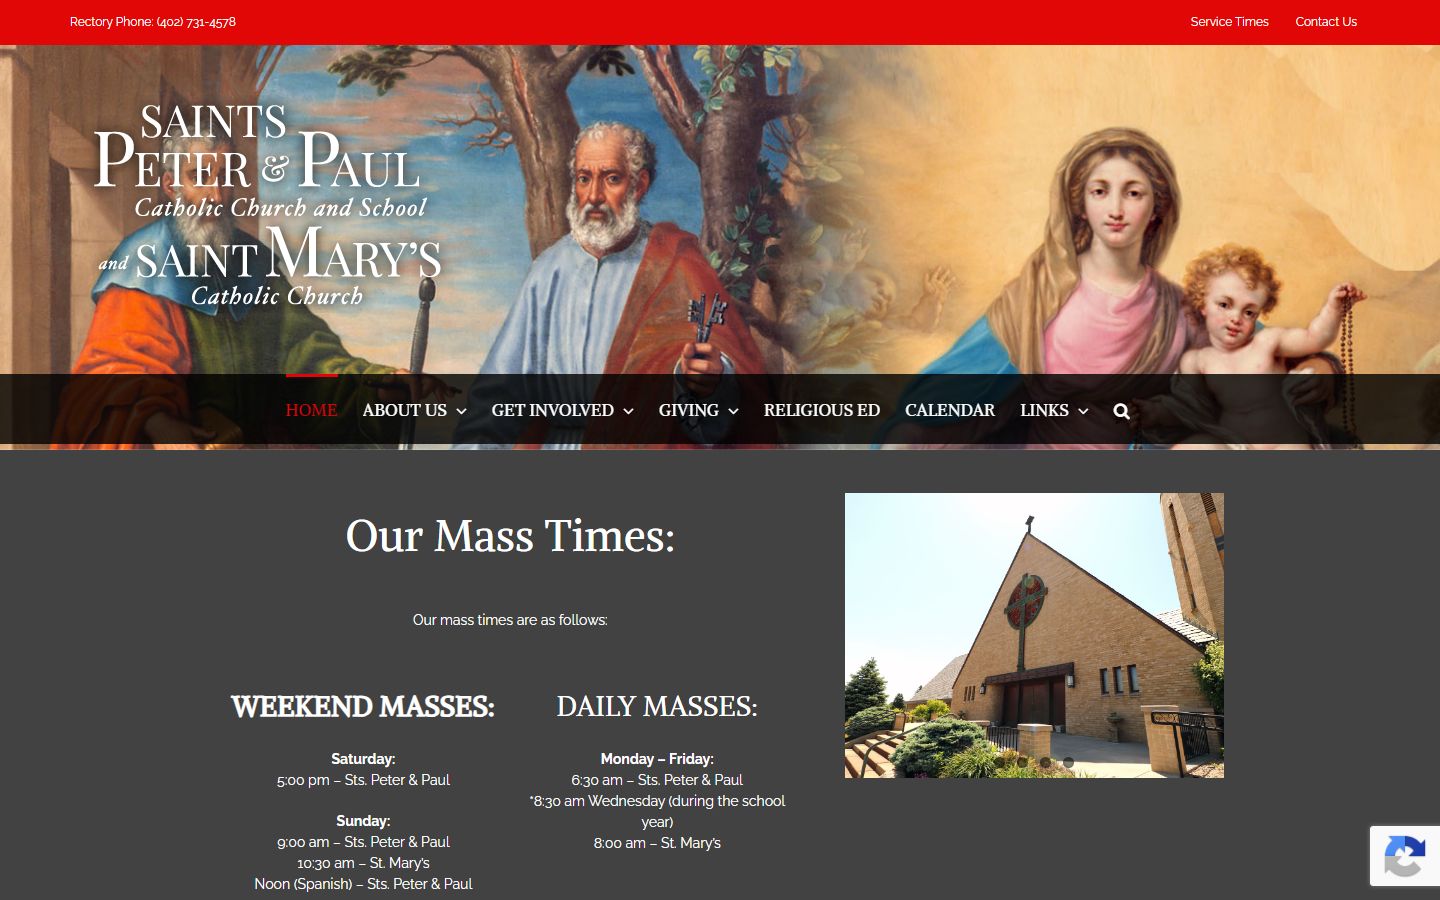 Rectory Phone: (402) 731-4578
Service Times
Contact Us
SAINTS
PETER & PAUL
Catholic Church and School
and SAINT MARY'S
Catholic Church
HOME
ABOUT US
GET INVOLVED
GIVING
RELIGIOUS ED
CALENDAR
LINKS
Our Mass Times:
Our mass times are as follows:
WEEKEND MASSES:
Saturday:
5:00 pm – Sts. Peter & Paul
Sunday:
9:00 am – Sts. Peter & Paul
10:30 am – St. Mary's
Noon (Spanish) – Sts. Peter & Paul
DAILY MASSES:
Monday – Friday:
6:30 am – Sts. Peter & Paul
*8:30 am Wednesday (during the school
year)
8:00 am – St. Mary's